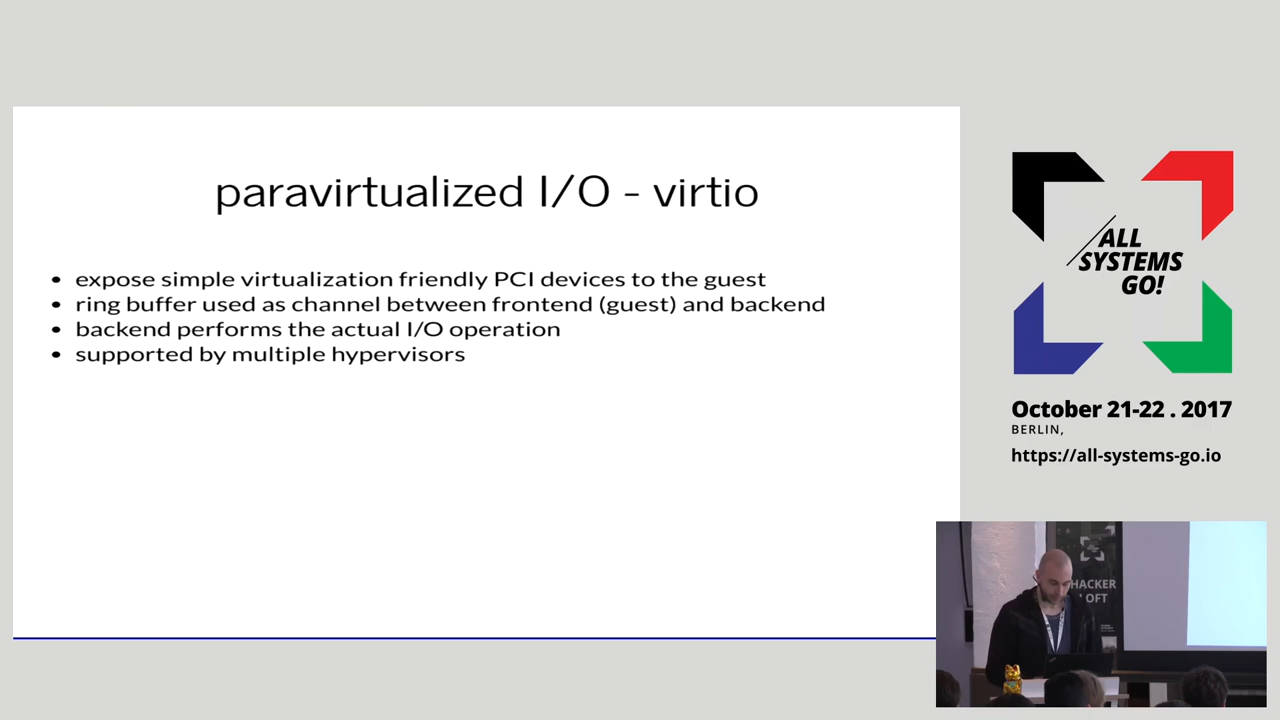 paravirtualized I/O - virtio
• expose simple virtualization friendly PCI devices to the guest
• ring buffer used as channel between frontend (guest) and backend
• backend performs the actual I/O operation
• supported by multiple hypervisors
ALL
SYSTEMS
GO!
October 21-22 . 2017
BERLIN,
https://all-systems-go.io
HACKER
OFT